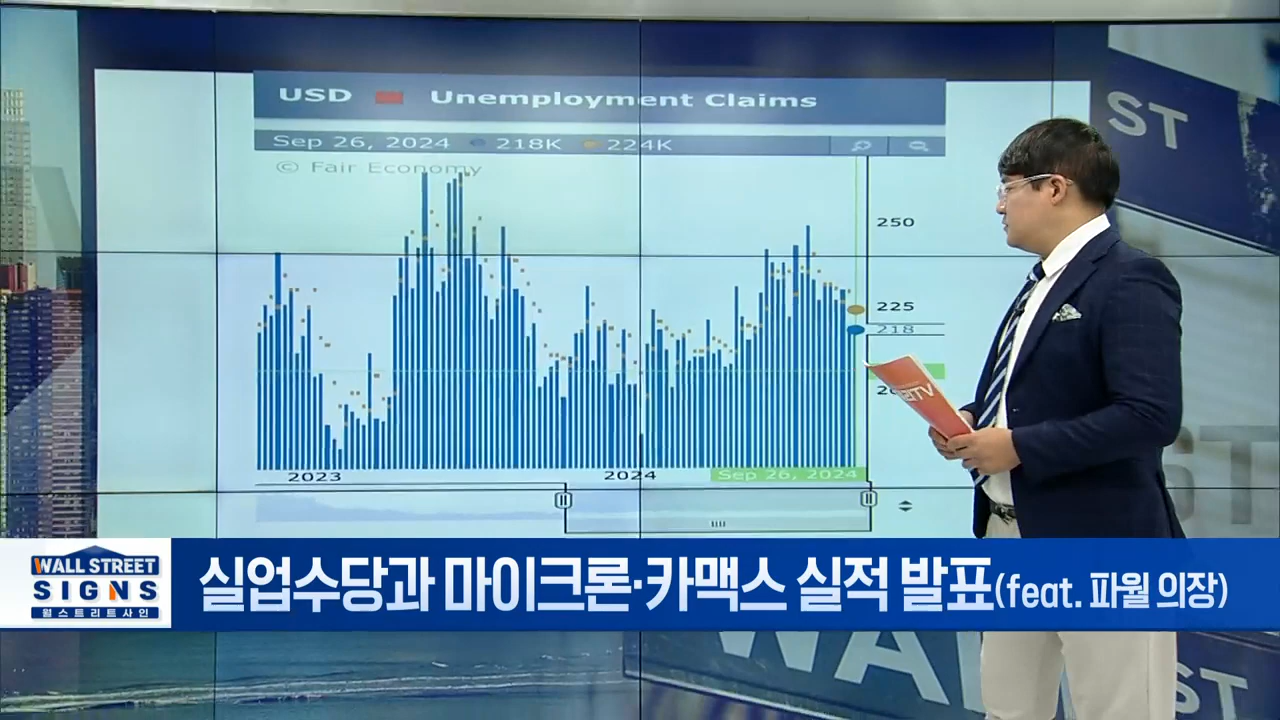 USD Unemployment Claims
Sep 26, 2024 218K 224K
© Fair Economy
250
225
218
2023 2024 Sep 26, 2024
ST
WALL STREET
SIGNS
월스트리트사인
실업수당과 마이크론·카맥스 실적 발표(feat. 파월 의장)
ST